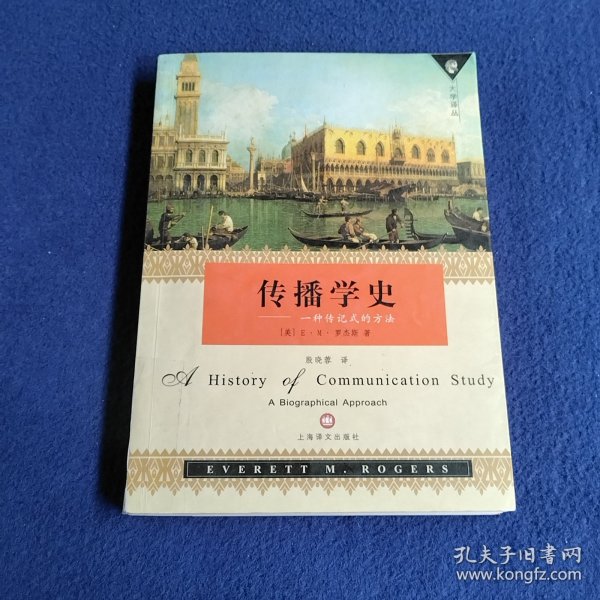 大学译丛
传播学史
—— 一种传记式的方法
[美] E·M·罗杰斯 著
殷晓蓉 译
A History of Communication Study
A Biographical Approach
上海译文出版社
EVERETT M. ROGERS
孔夫子旧书网
www.kongfz.com